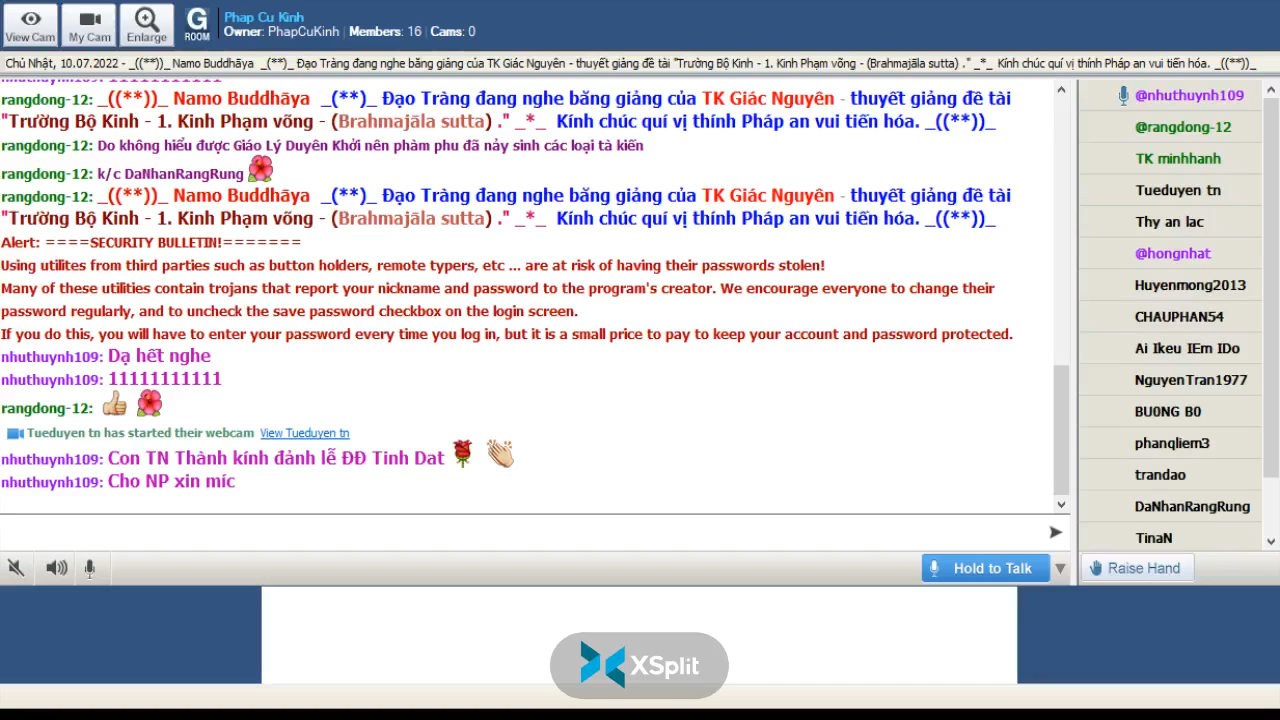 View Cam
My Cam
Enlarge
G
ROOM
Phap Cu Kinh
Owner: PhapCuKinh | Members: 16 | Cams: 0
Chủ Nhật, 10.07.2022 - _((**))_ Namo Buddhāya _(**)_ Đạo Tràng đang nghe băng giảng của TK Giác Nguyên - thuyết giảng đề tài "Trường Bộ Kinh - 1. Kinh Phạm võng - (Brahmajāla sutta) ." _*_ Kính chúc quí vị thính Pháp an vui tiến hóa. _((**))_
nhuthuynh109: 11111111111
rangdong-12: _((**))_ Namo Buddhāya _(**)_ Đạo Tràng đang nghe băng giảng của TK Giác Nguyên - thuyết giảng đề tài
"Trường Bộ Kinh - 1. Kinh Phạm võng - (Brahmajāla sutta) ." _*_ Kính chúc quí vị thính Pháp an vui tiến hóa. _((**))_
rangdong-12: Do không hiểu được Giáo Lý Duyên Khởi nên phàm phu đã nảy sinh các loại tà kiến
rangdong-12: k/c DaNhanRangRung
rangdong-12: _((**))_ Namo Buddhāya _(**)_ Đạo Tràng đang nghe băng giảng của TK Giác Nguyên - thuyết giảng đề tài
"Trường Bộ Kinh - 1. Kinh Phạm võng - (Brahmajāla sutta) ." _*_ Kính chúc quí vị thính Pháp an vui tiến hóa. _((**))_
Alert: ====SECURITY BULLETIN!=======
Using utilites from third parties such as button holders, remote typers, etc ... are at risk of having their passwords stolen!
Many of these utilities contain trojans that report your nickname and password to the program's creator. We encourage everyone to change their
password regularly, and to uncheck the save password checkbox on the login screen.
If you do this, you will have to enter your password every time you log in, but it is a small price to pay to keep your account and password protected.
nhuthuynh109: Dạ hết nghe
nhuthuynh109: 11111111111
rangdong-12:
Tueduyen tn has started their webcam View Tueduyen tn
nhuthuynh109: Con TN Thành kính đảnh lễ ĐĐ Tinh Dat
nhuthuynh109: Cho NP xin míc
@nhuthuynh109
@rangdong-12
TK minhhanh
Tueduyen tn
Thy an lac
@hongnhat
Huyenmong2013
CHAUPHAN54
Ai Ikeu IEm IDo
NguyenTran1977
BU0NG B0
phanqliem3
trandao
DaNhanRangRung
TinaN
Hold to Talk
Raise Hand
XSplit